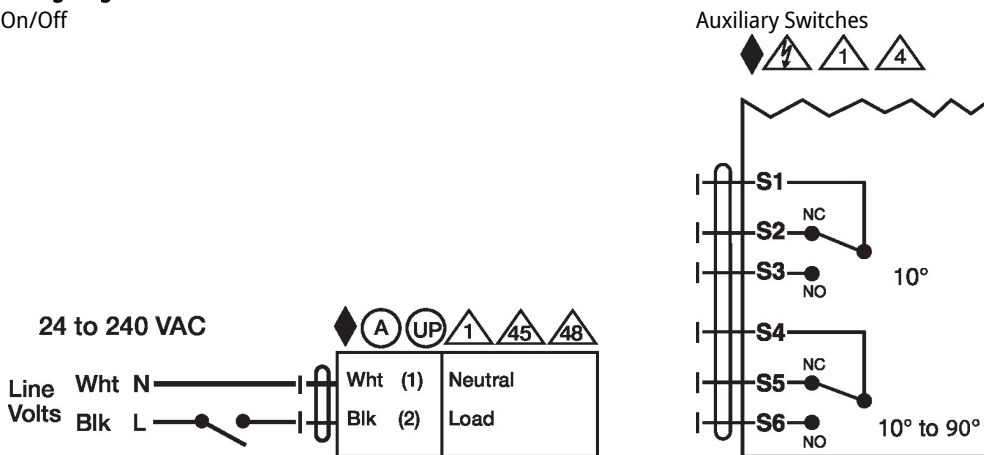 On/Off
24 to 240 VAC
A UP 1 45 48
Line Volts
Wht N
Blk L
Wht (1) Neutral
Blk (2) Load
Auxiliary Switches
1 4
S1
S2 NC
S3 NO
10°
S4
S5 NC
S6 NO
10° to 90°